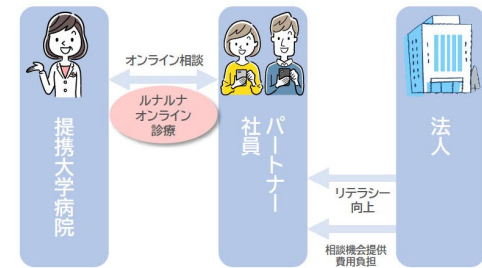 提携大学病院
オンライン相談
ルナルナ
オンライン
診療
パートナー
社員
法人
リテラシー
向上
相談機会提供
費用負担